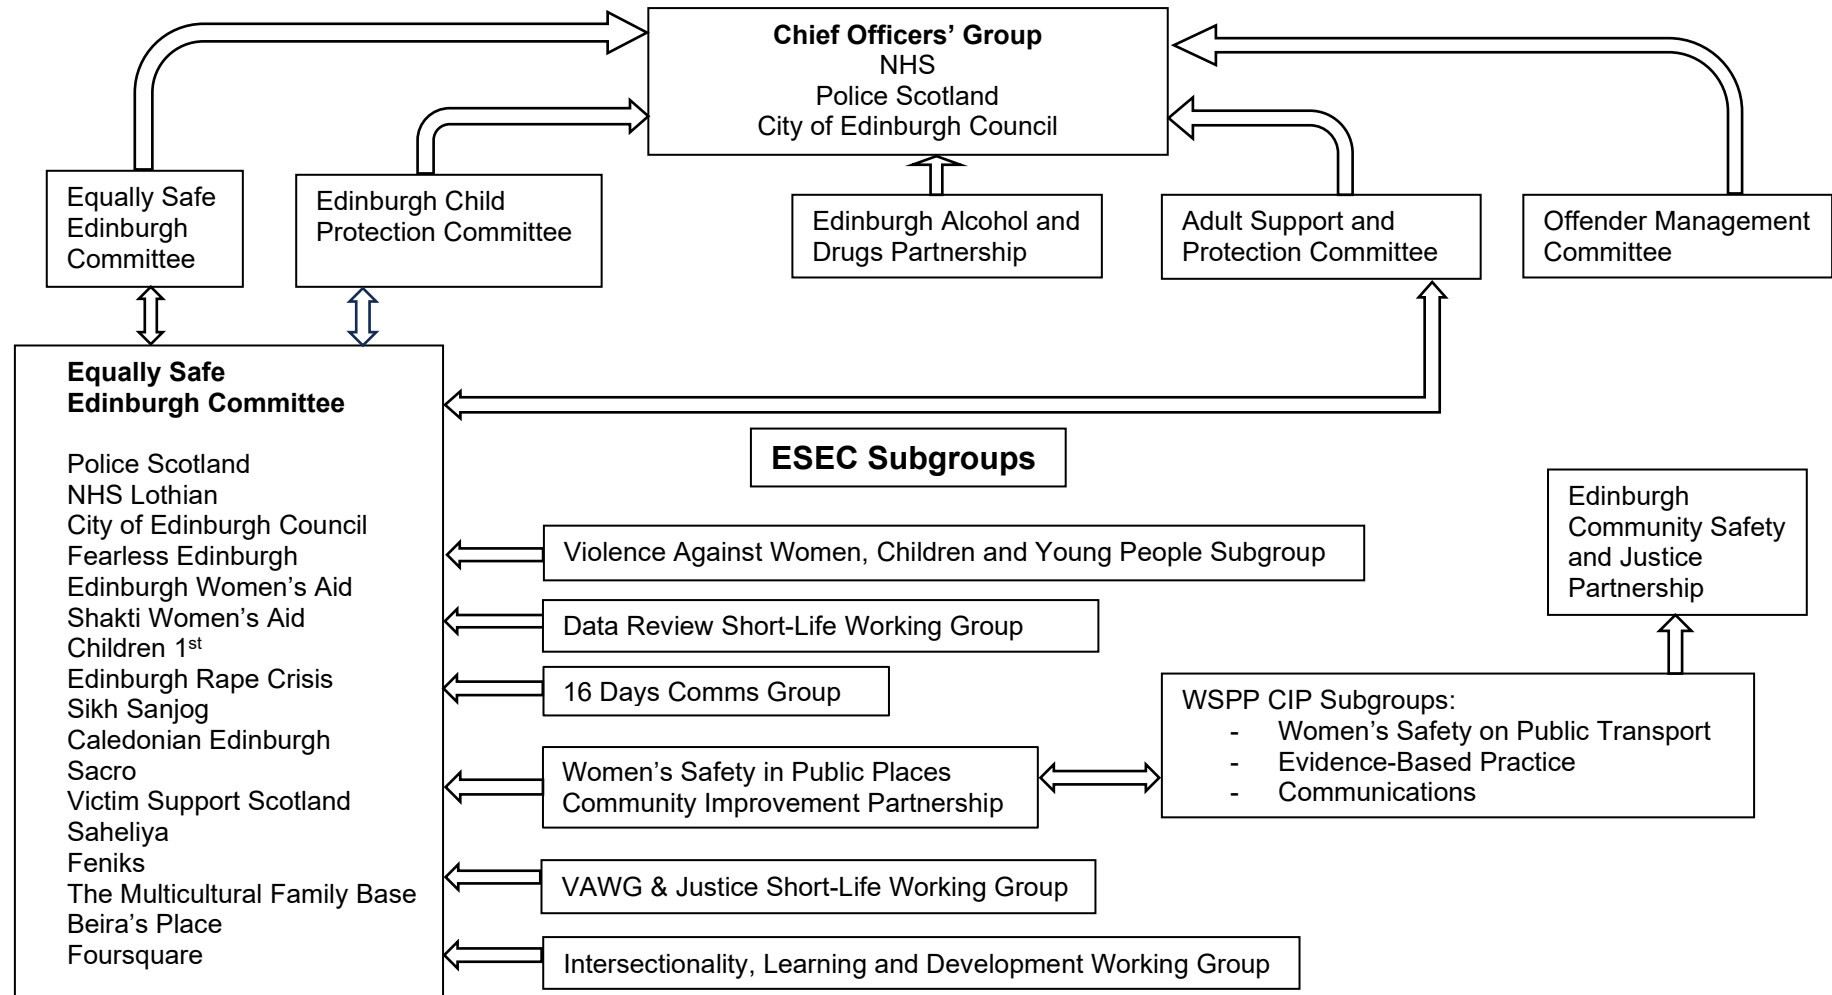 Chief Officers’ Group
NHS
Police Scotland
City of Edinburgh Council
Equally Safe
Edinburgh
Committee
Edinburgh Child
Protection Committee
Edinburgh Alcohol and
Drugs Partnership
Adult Support and
Protection Committee
Offender Management
Committee
Equally Safe
Edinburgh Committee
Police Scotland
NHS Lothian
City of Edinburgh Council
Fearless Edinburgh
Edinburgh Women’s Aid
Shakti Women’s Aid
Children 1st
Edinburgh Rape Crisis
Sikh Sanjog
Caledonian Edinburgh
Sacro
Victim Support Scotland
Saheliya
Feniks
The Multicultural Family Base
Beira’s Place
Foursquare
ESEC Subgroups
Violence Against Women, Children and Young People Subgroup
Data Review Short-Life Working Group
16 Days Comms Group
Women’s Safety in Public Places
Community Improvement Partnership
VAWG & Justice Short-Life Working Group
Intersectionality, Learning and Development Working Group
Edinburgh
Community Safety
and Justice
Partnership
WSPP CIP Subgroups:
- Women’s Safety on Public Transport
- Evidence-Based Practice
- Communications